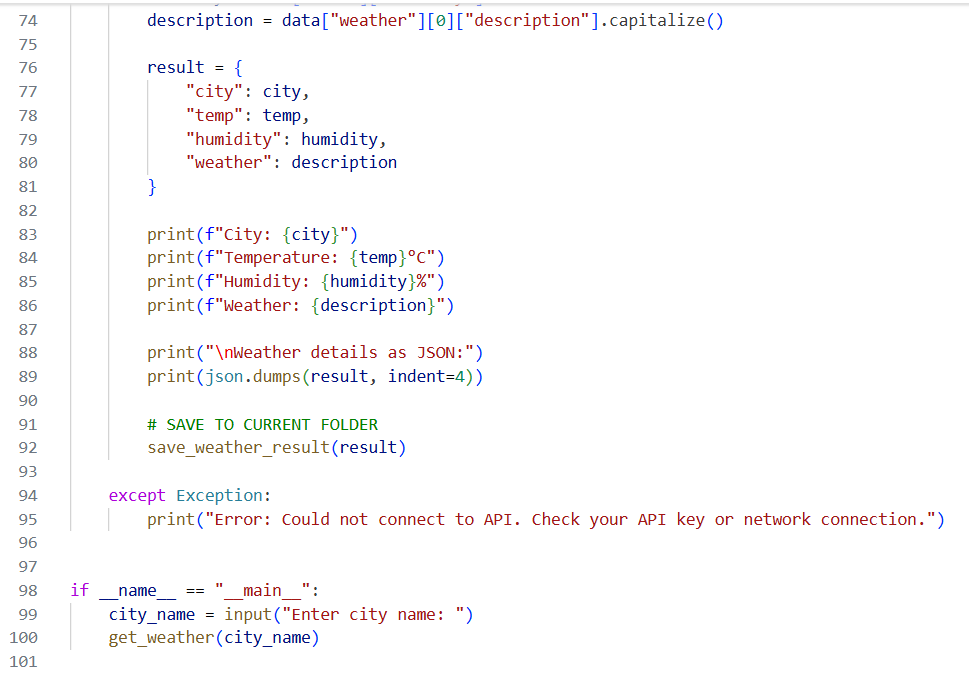 74 description = data["weather"][0]["description"].capitalize()
75
76 result = {
77 "city": city,
78 "temp": temp,
79 "humidity": humidity,
80 "weather": description
81 }
82
83 print(f"City: {city}")
84 print(f"Temperature: {temp}°C")
85 print(f"Humidity: {humidity}%")
86 print(f"Weather: {description}")
87
88 print("\nWeather details as JSON:")
89 print(json.dumps(result, indent=4))
90
91 # SAVE TO CURRENT FOLDER
92 save_weather_result(result)
93
94 except Exception:
95 print("Error: Could not connect to API. Check your API key or network connection.")
96
97
98 if __name__ == "__main__":
99 city_name = input("Enter city name: ")
100 get_weather(city_name)
101